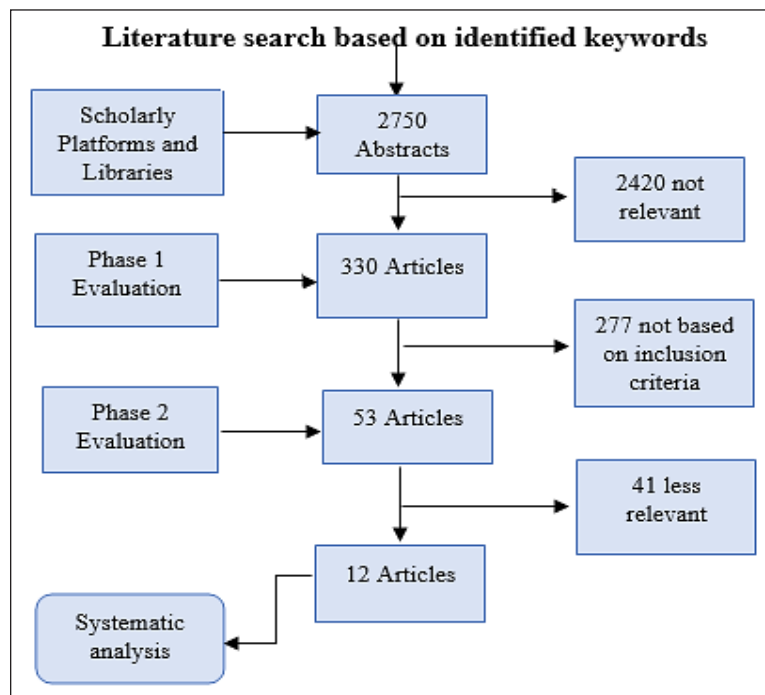 Literature search based on identified keywords
Scholarly
Platforms and
Libraries
2750
Abstracts
2420 not
relevant
Phase 1
Evaluation
330 Articles
277 not based
on inclusion
criteria
Phase 2
Evaluation
53 Articles
41 less
relevant
12 Articles
Systematic
analysis